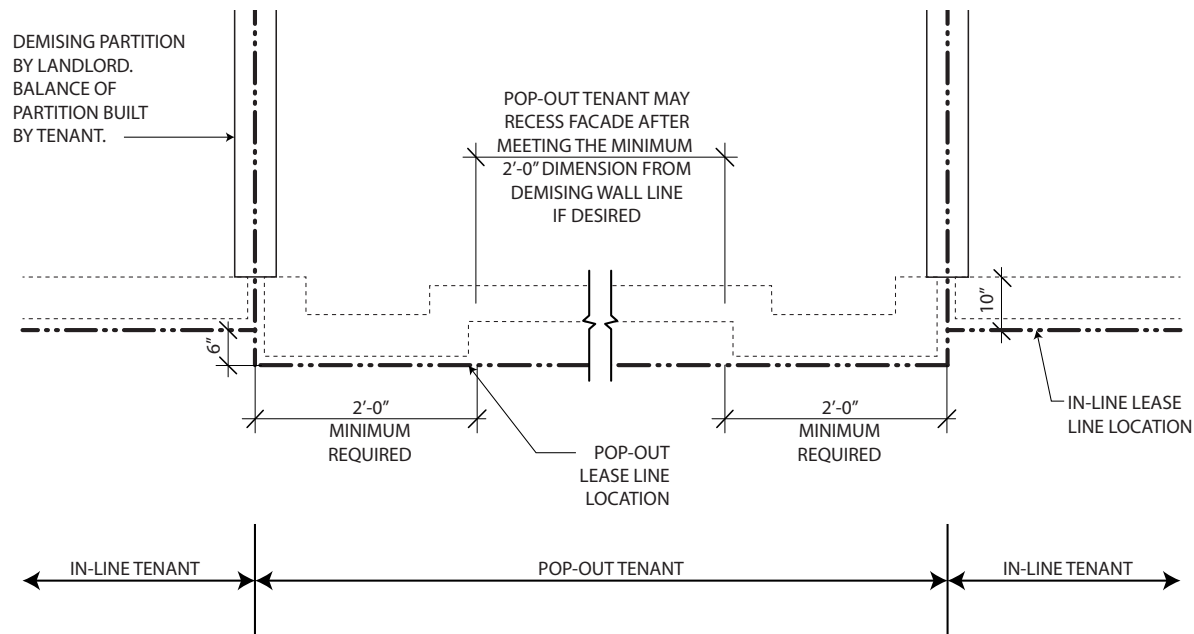 DEMISING PARTITION
BY LANDLORD.
BALANCE OF
PARTITION BUILT
BY TENANT.
POP-OUT TENANT MAY
RECESS FACADE AFTER
MEETING THE MINIMUM
2’-0” DIMENSION FROM
DEMISING WALL LINE
IF DESIRED
10”
6”
2’-0”
MINIMUM
REQUIRED
2’-0”
MINIMUM
REQUIRED
IN-LINE LEASE
LINE LOCATION
POP-OUT
LEASE LINE
LOCATION
IN-LINE TENANT
POP-OUT TENANT
IN-LINE TENANT